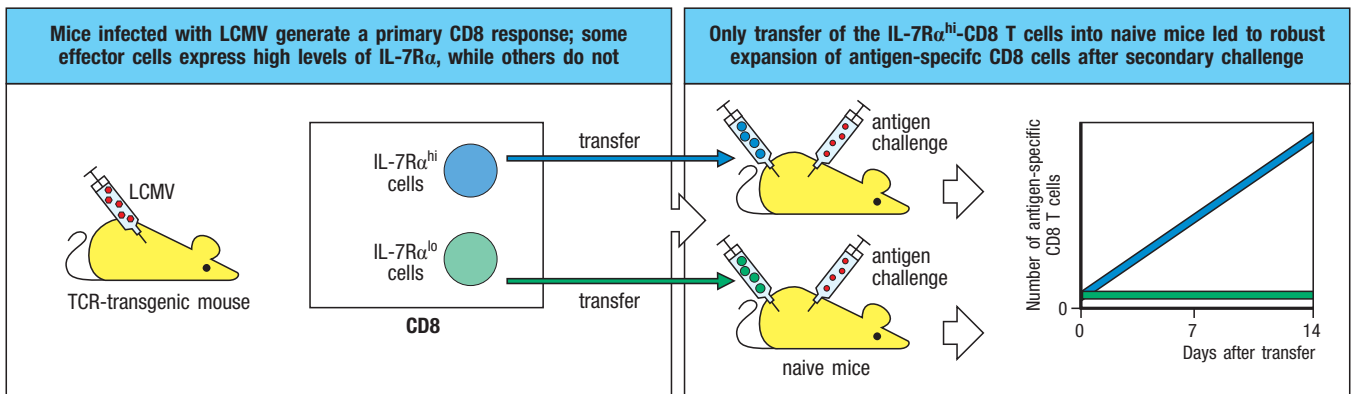 Mice infected with LCMV generate a primary CD8 response; some
effector cells express high levels of IL-7Rα, while others do not
LCMV
TCR-transgenic mouse
IL-7Rαhi
cells
IL-7Rαlo
cells
CD8
transfer
transfer
Only transfer of the IL-7Rαhi-CD8 T cells into naive mice led to robust
expansion of antigen-specifc CD8 cells after secondary challenge
antigen
challenge
antigen
challenge
naive mice
Number of antigen-specific
CD8 T cells
0
0
7
14
Days after transfer